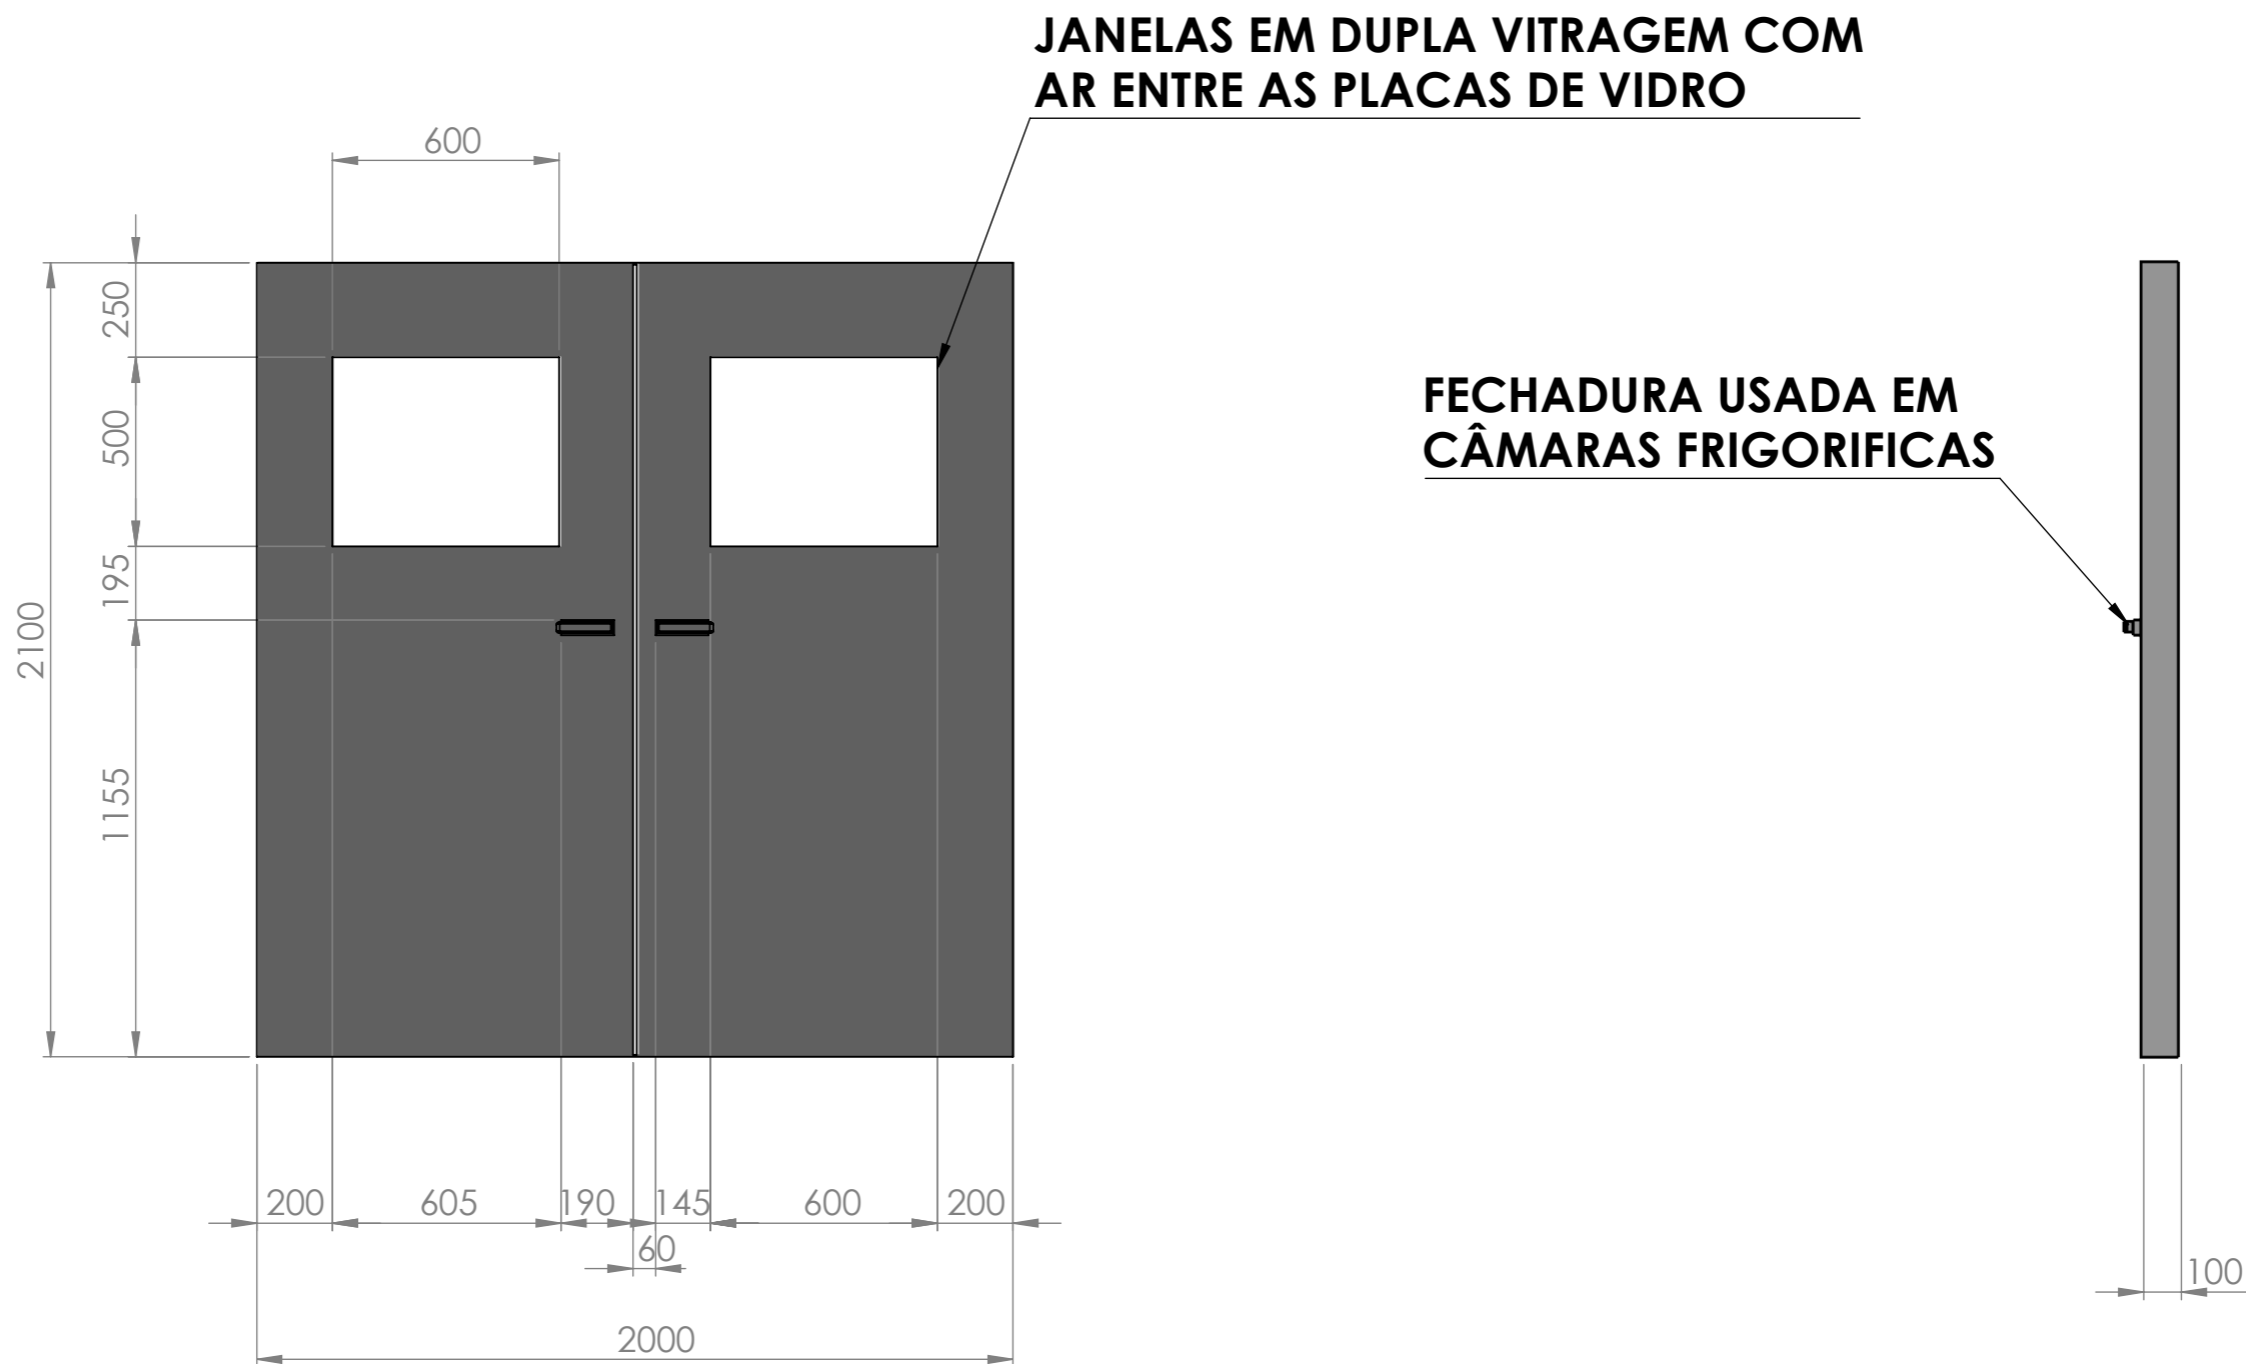 JANELAS EM DUPLA VITRAGEM COM
AR ENTRE AS PLACAS DE VIDRO
600
250
500
FECHADURA USADA EM
CÂMARAS FRIGORIFICAS
195
2100
1155
200 605 190 145 600 200
60
100
2000